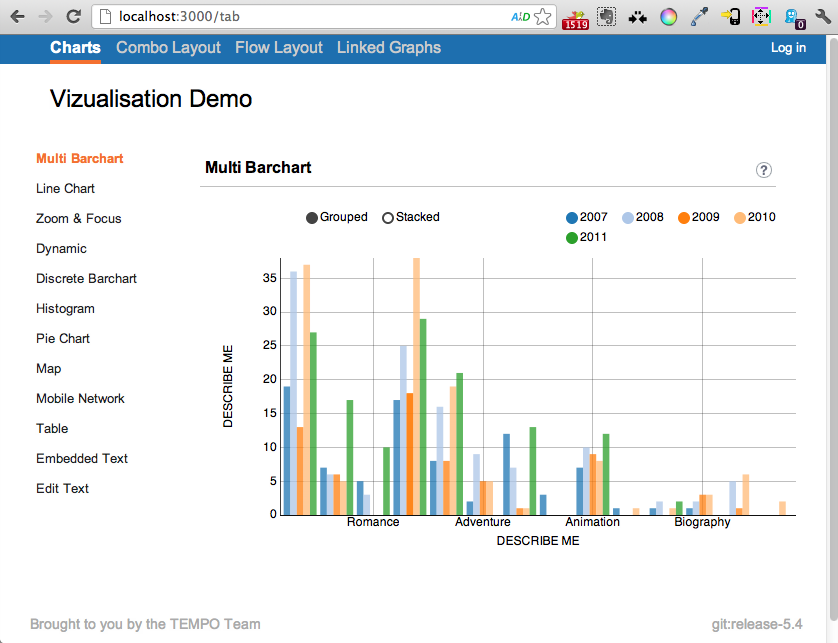 localhost:3000/tab
A/D
1519
0
Charts Combo Layout Flow Layout Linked Graphs Log in
Vizualisation Demo
Multi Barchart
Line Chart
Zoom & Focus
Dynamic
Discrete Barchart
Histogram
Pie Chart
Map
Mobile Network
Table
Embedded Text
Edit Text
Multi Barchart ?
Grouped Stacked
2007 2008 2009 2010
2011
35
30
25
20
15
10
5
0
DESCRIBE ME
Romance Adventure Animation Biography
DESCRIBE ME
Brought to you by the TEMPO Team git:release-5.4